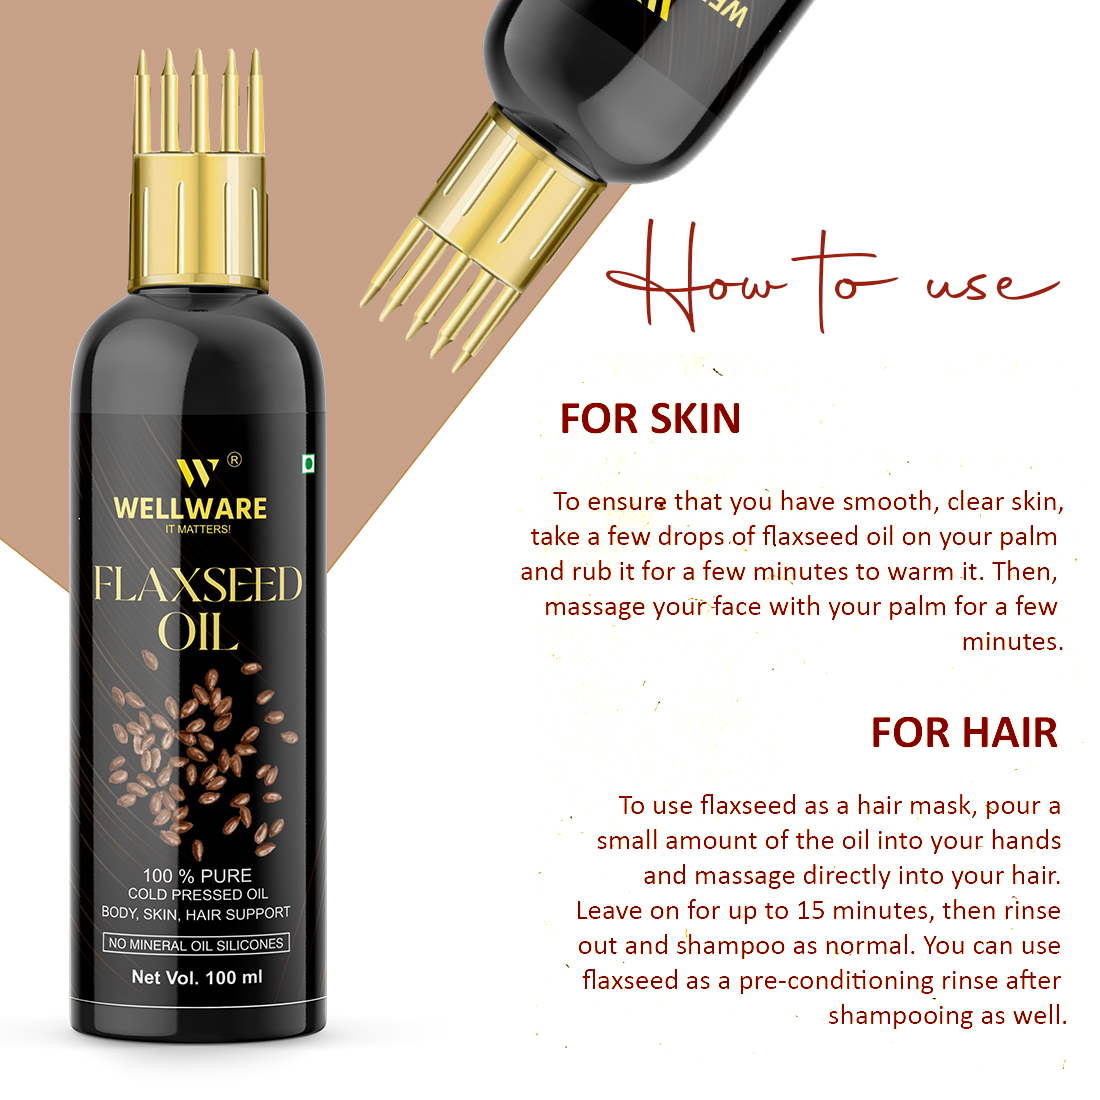 WE
How to use
FOR SKIN
To ensure that you have smooth, clear skin,
take a few drops of flaxseed oil on your palm
and rub it for a few minutes to warm it. Then,
massage your face with your palm for a few
minutes.
FOR HAIR
To use flaxseed as a hair mask, pour a
small amount of the oil into your hands
and massage directly into your hair.
Leave on for up to 15 minutes, then rinse
out and shampoo as normal. You can use
flaxseed as a pre-conditioning rinse after
shampooing as well.
W ®
WELLWARE
IT MATTERS!
FLAXSEED
OIL
100 % PURE
COLD PRESSED OIL
BODY, SKIN, HAIR SUPPORT
NO MINERAL OIL SILICONES
Net Vol. 100 ml